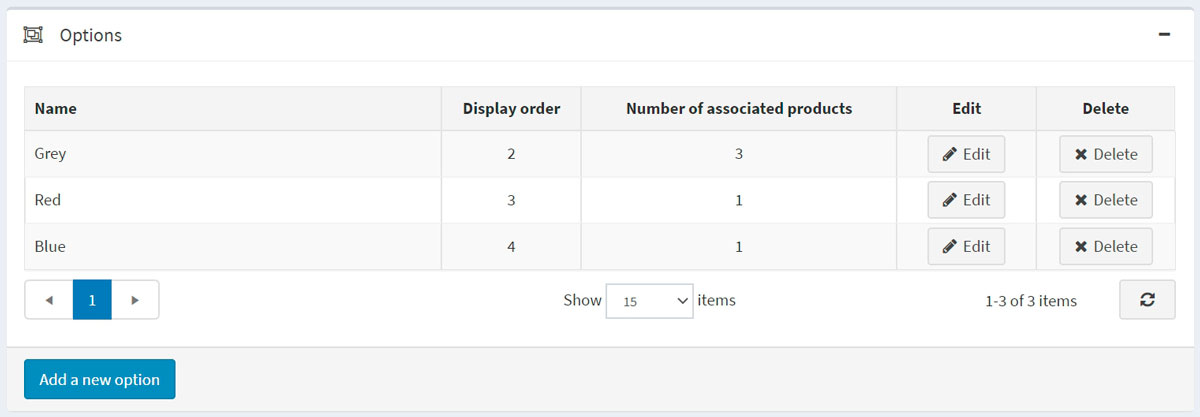 Options
Name Display order Number of associated products Edit Delete
Grey 2 3 Edit Delete
Red 3 1 Edit Delete
Blue 4 1 Edit Delete
1 Show 15 items 1-3 of 3 items
Add a new option